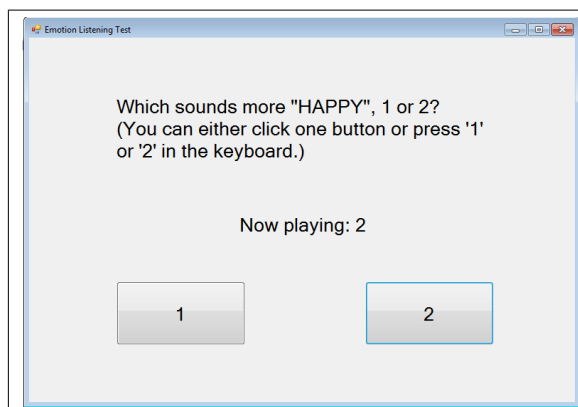 Emotion Listening Test
Which sounds more "HAPPY", 1 or 2?
(You can either click one button or press '1'
or '2' in the keyboard.)
Now playing: 2
1
2